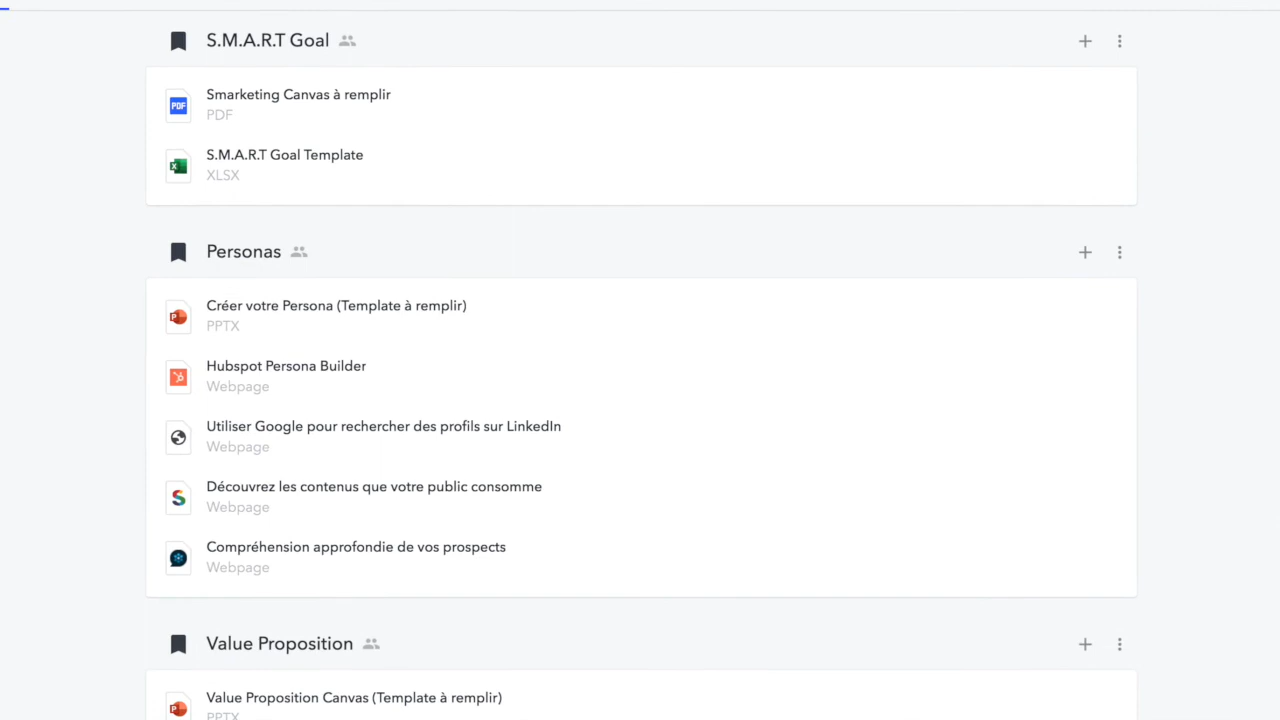 S.M.A.R.T Goal
Smarketing Canvas à remplir
PDF
PDF
S.M.A.R.T Goal Template
XLSX
Personas
Créer votre Persona (Template à remplir)
PPTX
Hubspot Persona Builder
Webpage
Utiliser Google pour rechercher des profils sur LinkedIn
Webpage
Découvrez les contenus que votre public consomme
Webpage
Compréhension approfondie de vos prospects
Webpage
Value Proposition
Value Proposition Canvas (Template à remplir)
PPTX